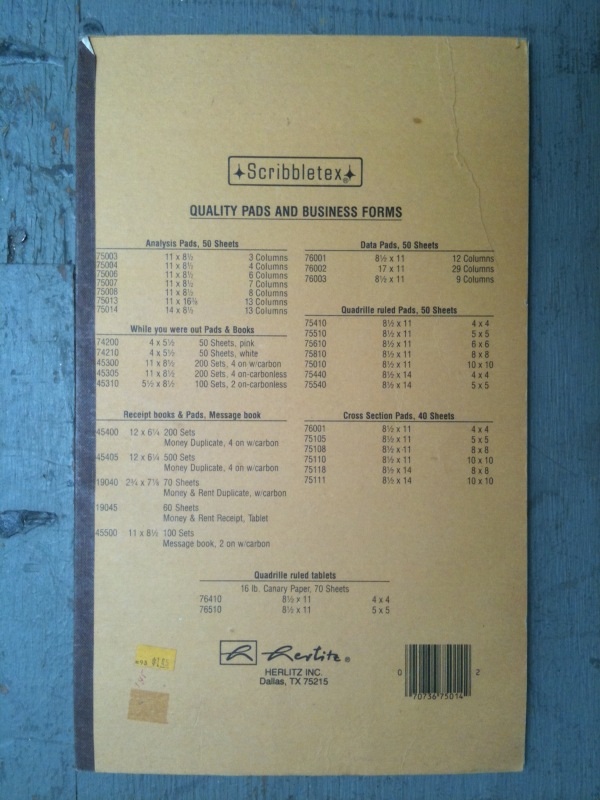 Scribbletex®
QUALITY PADS AND BUSINESS FORMS
Analysis Pads, 50 Sheets
75003 11 x 8½ 3 Columns
75004 11 x 8½ 4 Columns
75006 11 x 8½ 6 Columns
75007 11 x 8½ 7 Columns
75008 11 x 8½ 8 Columns
75013 11 x 16⅜ 13 Columns
75014 14 x 8½ 13 Columns
While you were out Pads & Books
74200 4 x 5½ 50 Sheets, pink
74210 4 x 5½ 50 Sheets, white
45300 11 x 8½ 200 Sets, 4 on w/carbon
45305 11 x 8½ 200 Sets, 4 on-carbonless
45310 5½ x 8½ 100 Sets, 2 on-carbonless
Receipt books & Pads, Message book
45400 12 x 6¼ 200 Sets
Money Duplicate, 4 on w/carbon
45405 12 x 6¼ 500 Sets
Money Duplicate, 4 on w/carbon
19040 2¾ x 7⅛ 70 Sheets
Money & Rent Duplicate, w/carbon
19045 60 Sheets
Money & Rent Receipt, Tablet
45500 11 x 8½ 100 Sets
Message book, 2 on w/carbon
Data Pads, 50 Sheets
76001 8½ x 11 12 Columns
76002 17 x 11 29 Columns
76003 8½ x 11 9 Columns
Quadrille ruled Pads, 50 Sheets
75410 8½ x 11 4 x 4
75510 8½ x 11 5 x 5
75610 8½ x 11 6 x 6
75810 8½ x 11 8 x 8
75010 8½ x 11 10 x 10
75440 8½ x 14 4 x 4
75540 8½ x 14 5 x 5
Cross Section Pads, 40 Sheets
76001 8½ x 11 4 x 4
75105 8½ x 11 5 x 5
75108 8½ x 11 8 x 8
75110 8½ x 11 10 x 10
75118 8½ x 14 8 x 8
75111 8½ x 14 10 x 10
Quadrille ruled tablets
16 lb. Canary Paper, 70 Sheets
76410 8½ x 11 4 x 4
76510 8½ x 11 5 x 5
herlitz®
HERLITZ INC.
Dallas, TX 75215
0 70736 75014 2